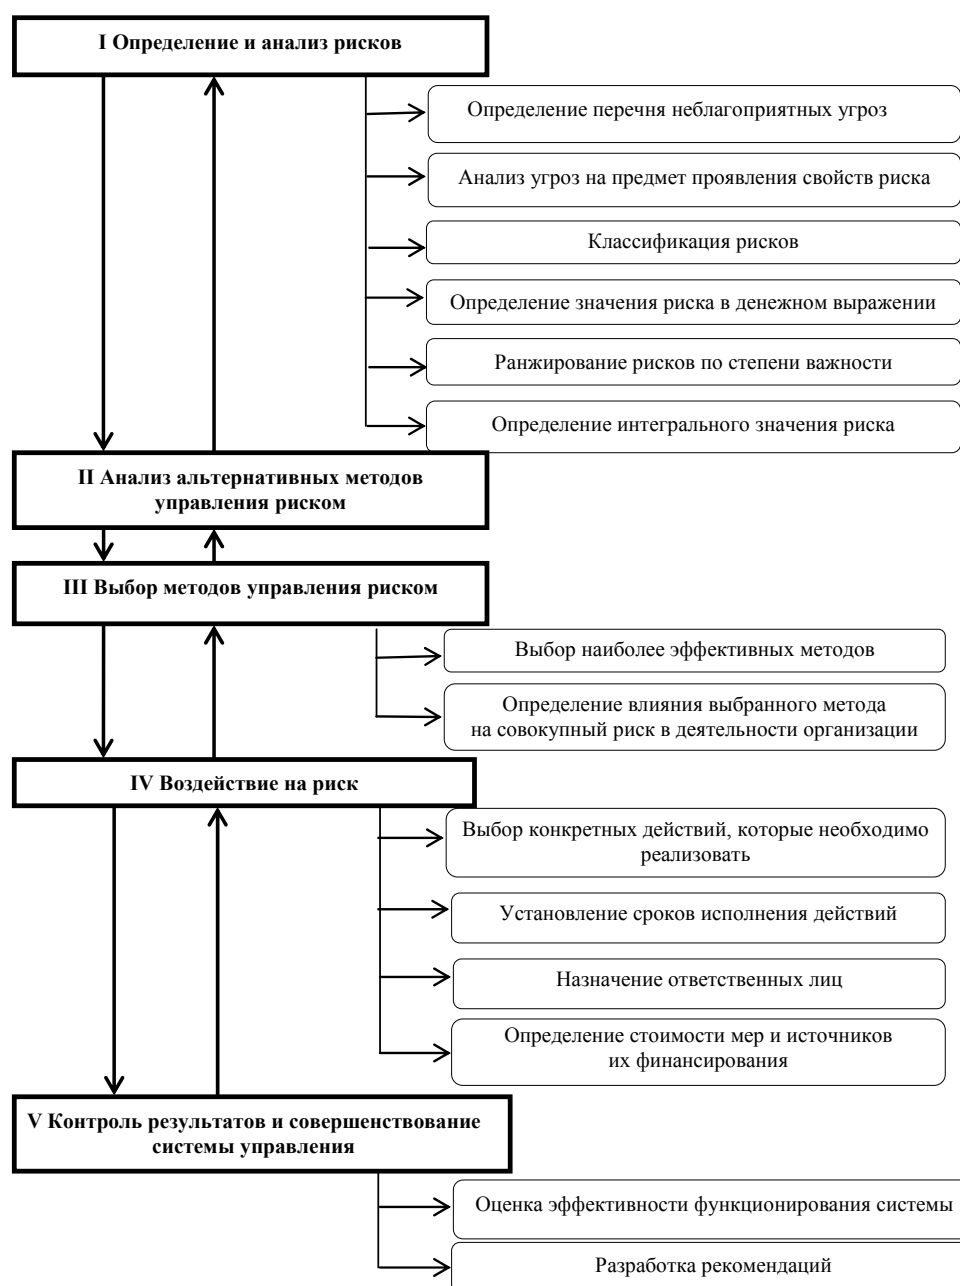 I Определение и анализ рисков
Определение перечня неблагоприятных угроз
Анализ угроз на предмет проявления свойств риска
Классификация рисков
Определение значения риска в денежном выражении
Ранжирование рисков по степени важности
Определение интегрального значения риска
II Анализ альтернативных методов
управления риском
III Выбор методов управления риском
Выбор наиболее эффективных методов
Определение влияния выбранного метода
на совокупный риск в деятельности организации
IV Воздействие на риск
Выбор конкретных действий, которые необходимо
реализовать
Установление сроков исполнения действий
Назначение ответственных лиц
Определение стоимости мер и источников
их финансирования
V Контроль результатов и совершенствование
системы управления
Оценка эффективности функционирования системы
Разработка рекомендаций